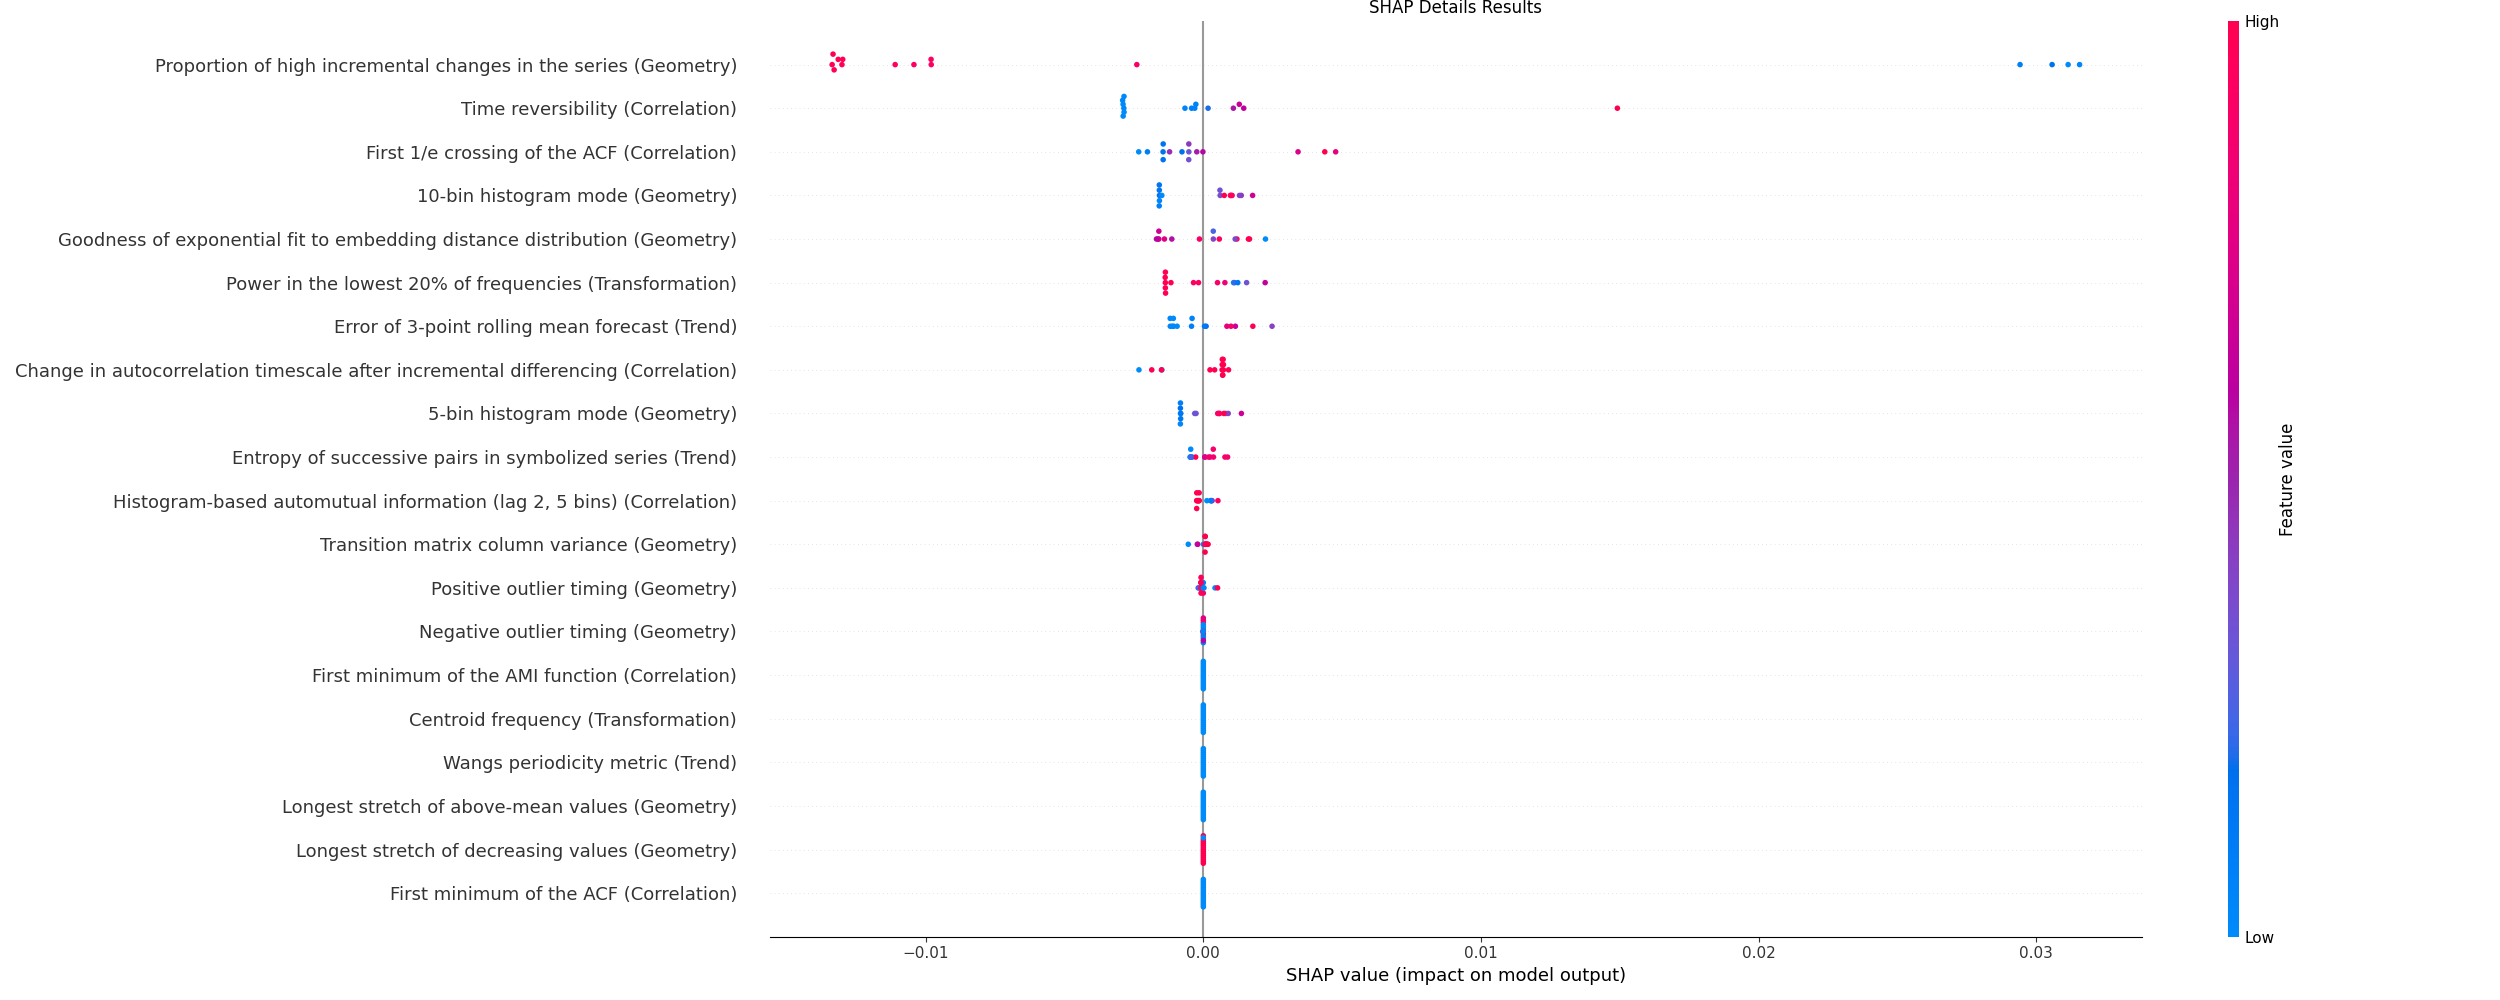 SHAP Details Results
High
Proportion of high incremental changes in the series (Geometry)
Time reversibility (Correlation)
First 1/e crossing of the ACF (Correlation)
10-bin histogram mode (Geometry)
Goodness of exponential fit to embedding distance distribution (Geometry)
Power in the lowest 20% of frequencies (Transformation)
Error of 3-point rolling mean forecast (Trend)
Change in autocorrelation timescale after incremental differencing (Correlation)
5-bin histogram mode (Geometry)
Entropy of successive pairs in symbolized series (Trend)
Histogram-based automutual information (lag 2, 5 bins) (Correlation)
Transition matrix column variance (Geometry)
Positive outlier timing (Geometry)
Negative outlier timing (Geometry)
First minimum of the AMI function (Correlation)
Centroid frequency (Transformation)
Wangs periodicity metric (Trend)
Longest stretch of above-mean values (Geometry)
Longest stretch of decreasing values (Geometry)
First minimum of the ACF (Correlation)
Feature value
Low
−0.01 0.00 0.01 0.02 0.03
SHAP value (impact on model output)